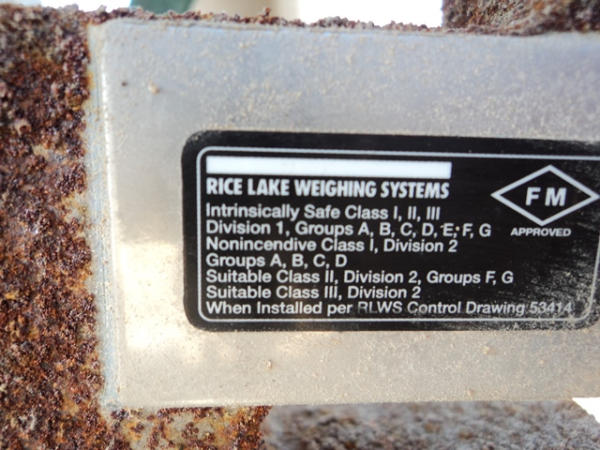 RICE LAKE WEIGHING SYSTEMS
Intrinsically Safe Class I, II, III
Division 1, Groups A, B, C, D, E, F, G
Nonincendive Class I, Division 2
Groups A, B, C, D
Suitable Class II, Division 2, Groups F, G
Suitable Class III, Division 2
When Installed per RLWS Control Drawing 53414
FM
APPROVED